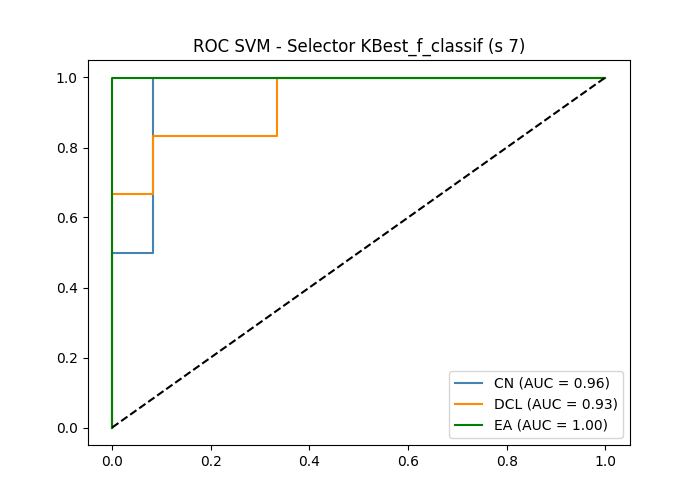 ROC SVM - Selector KBest_f_classif (s 7)
1.0
0.8
0.6
0.4
0.2
0.0
0.0 0.2 0.4 0.6 0.8 1.0
CN (AUC = 0.96)
DCL (AUC = 0.93)
EA (AUC = 1.00)